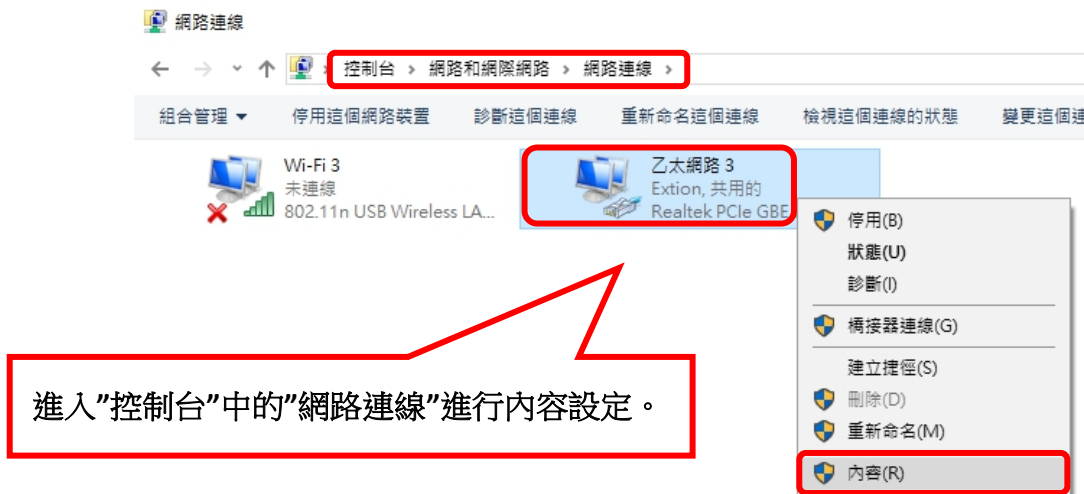 網路連線
控制台 › 網路和網際網路 › 網路連線 ›
組合管理 停用這個網路裝置 診斷這個連線 重新命名這個連線 檢視這個連線的狀態 變更這個連
Wi-Fi 3
未連線
802.11n USB Wireless LA...
乙太網路 3
Extion, 共用的
Realtek PCIe GBE
停用(B)
狀態(U)
診斷(I)
橋接器連線(G)
建立捷徑(S)
刪除(D)
重新命名(M)
內容(R)
進入”控制台”中的”網路連線”進行內容設定。